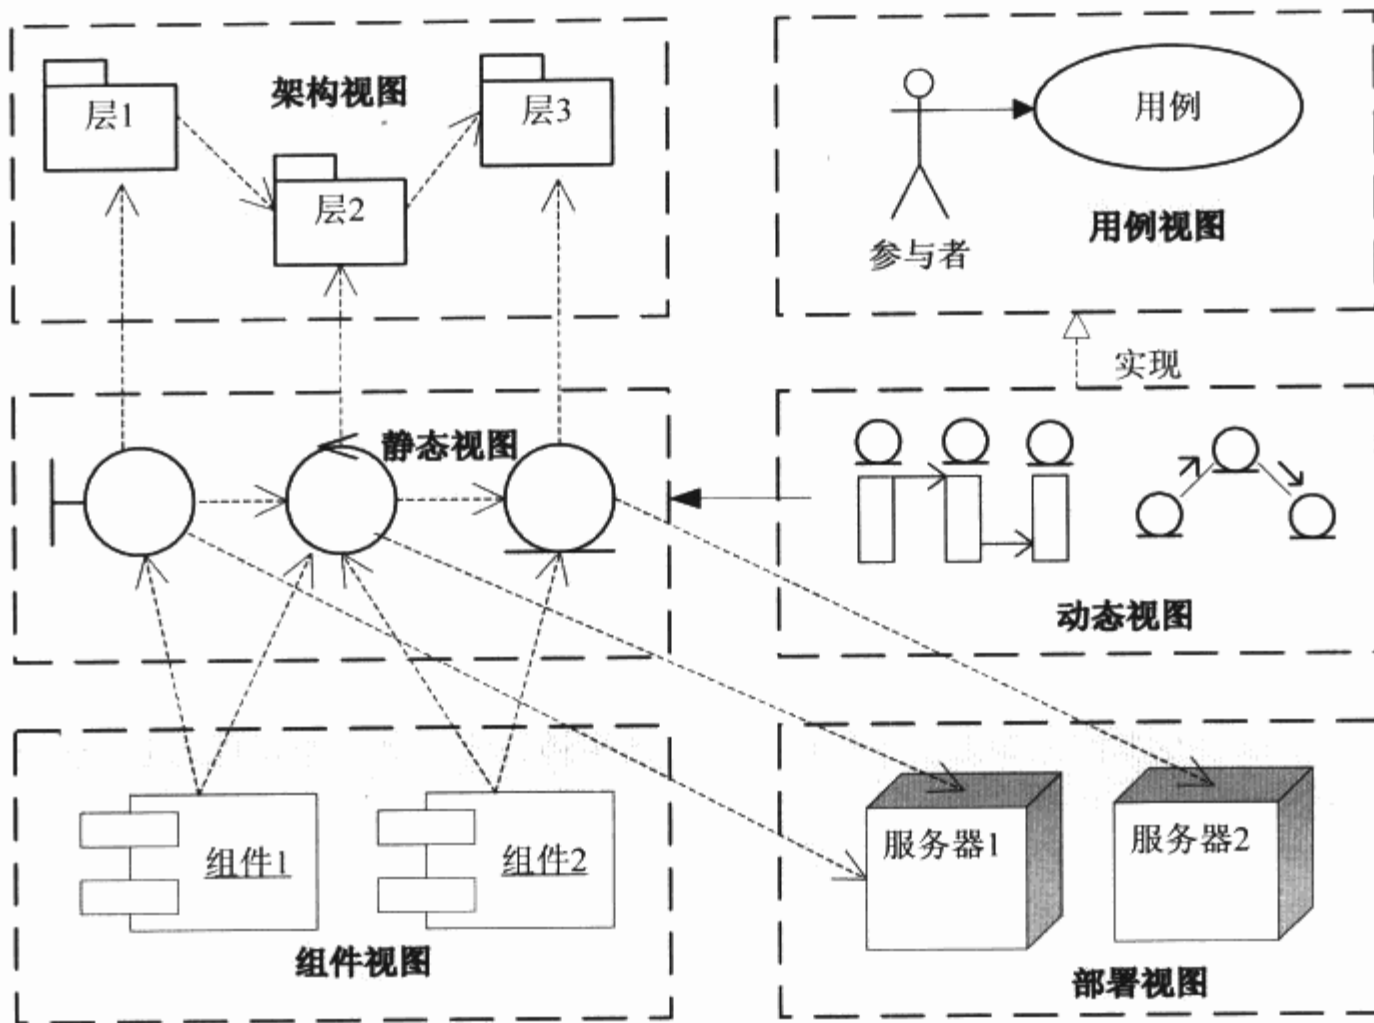 架构视图
层1
层2
层3
用例
参与者
用例视图
实现
静态视图
动态视图
组件1
组件2
组件视图
服务器1
服务器2
部署视图